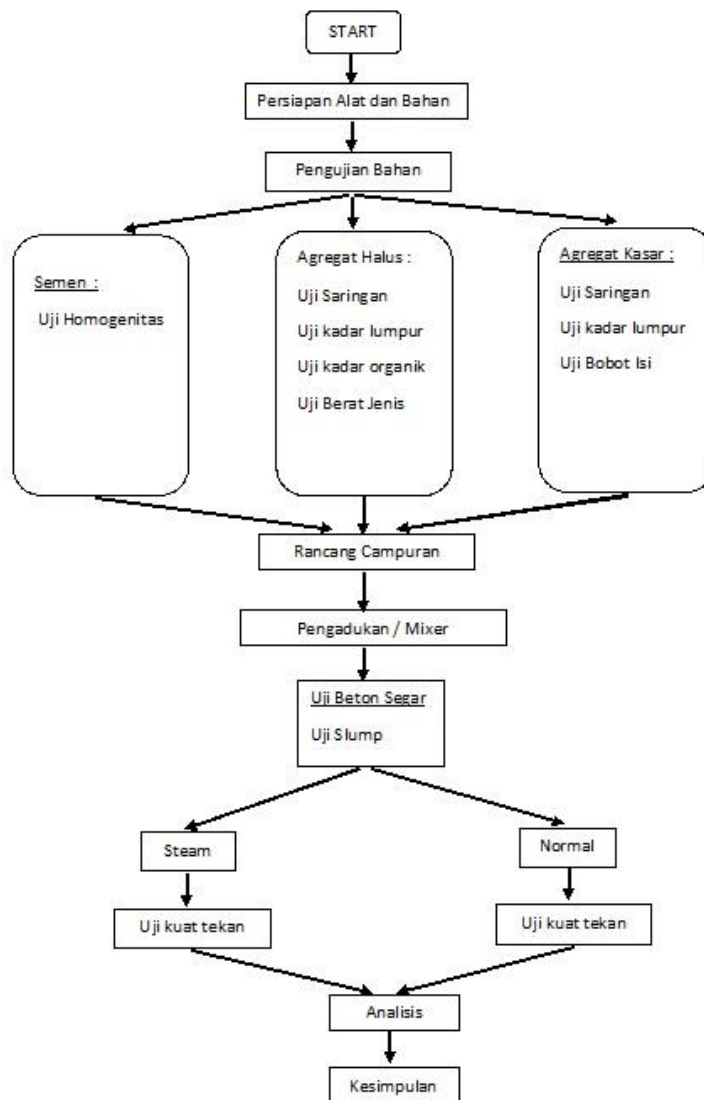 START
Persiapan Alat dan Bahan
Pengujian Bahan
Semen :
Uji Homogenitas
Agregat Halus :
Uji Saringan
Uji kadar lumpur
Uji kadar organik
Uji Berat Jenis
Agregat Kasar :
Uji Saringan
Uji kadar lumpur
Uji Bobot Isi
Rancang Campuran
Pengadukan / Mixer
Uji Beton Segar
Uji Slump
Steam
Normal
Uji kuat tekan
Uji kuat tekan
Analisis
Kesimpulan